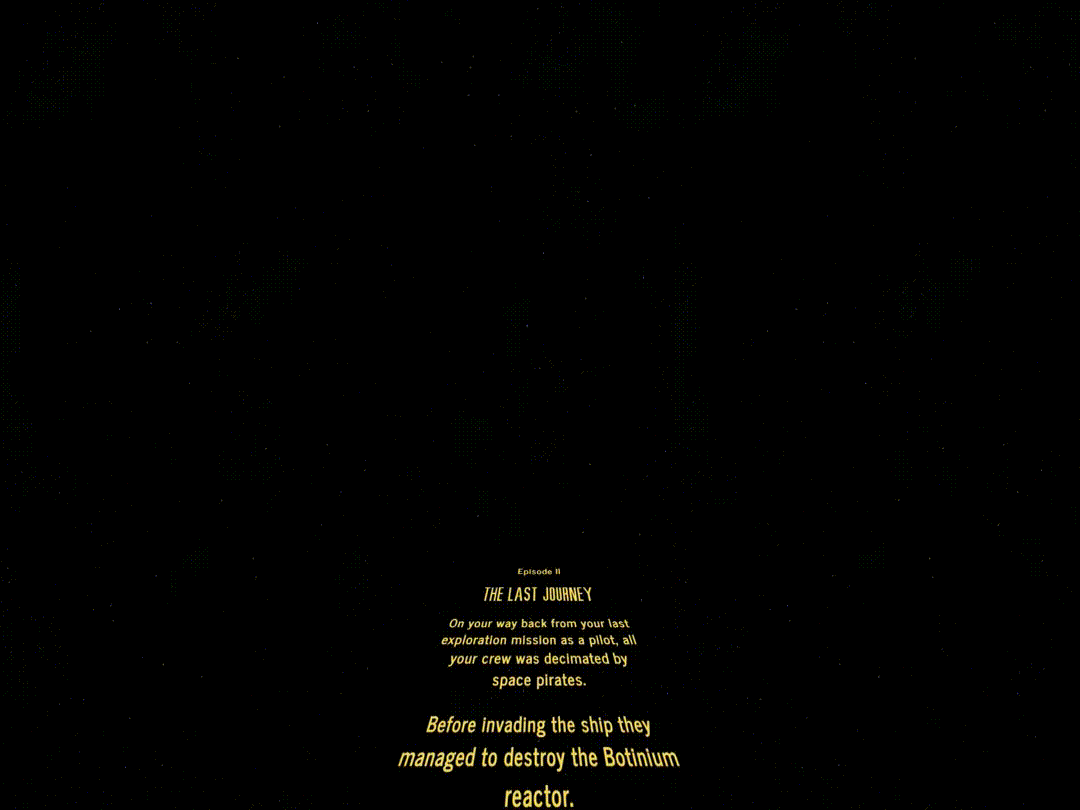 Episode II
THE LAST JOURNEY
On your way back from your last
exploration mission as a pilot, all
your crew was decimated by
space pirates.
Before invading the ship they
managed to destroy the Botinium
reactor.